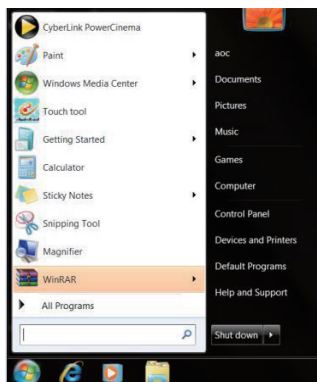 CyberLink PowerCinema
Paint
Windows Media Center
Touch tool
Getting Started
Calculator
Sticky Notes
Snipping Tool
Magnifier
WinRAR
All Programs
aoc
Documents
Pictures
Music
Games
Computer
Control Panel
Devices and Printers
Default Programs
Help and Support
Shut down